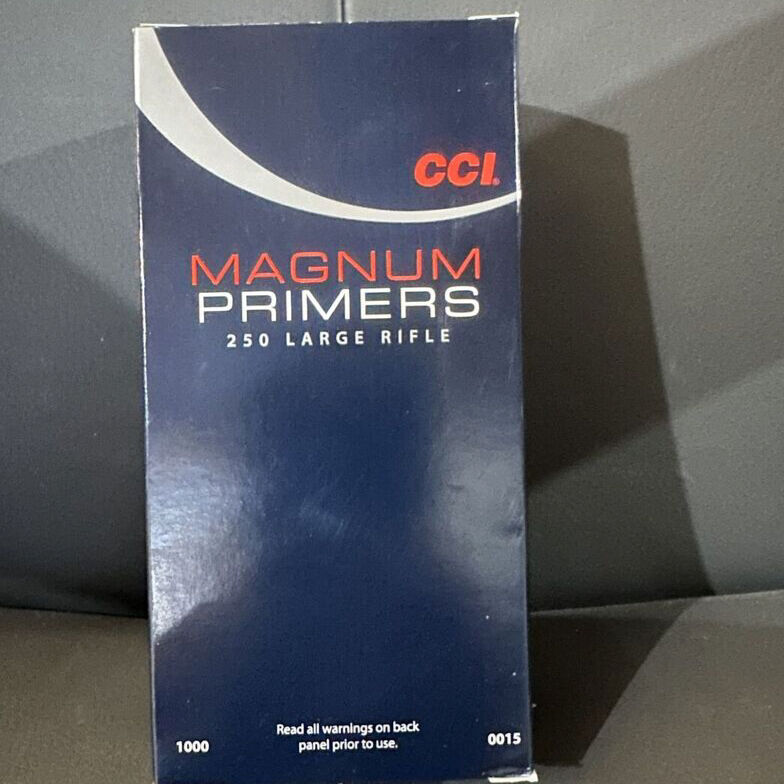 CCI®
MAGNUM
PRIMERS
250 LARGE RIFLE
Read all warnings on back
panel prior to use.
1000
0015